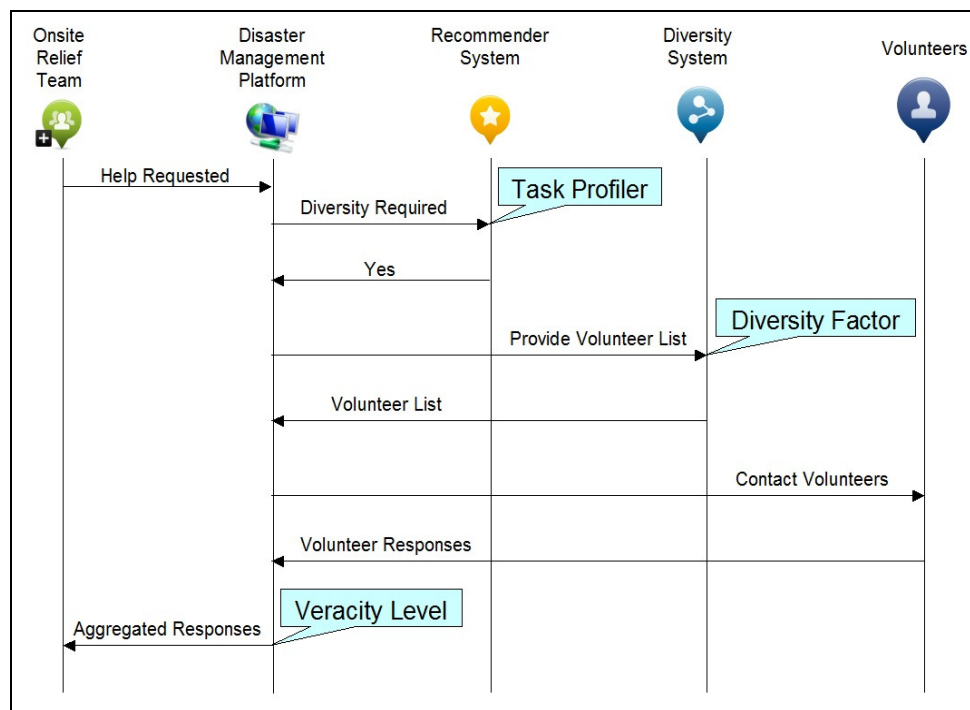 Onsite
Relief
Team
Disaster
Management
Platform
Recommender
System
Diversity
System
Volunteers
Help Requested
Task Profiler
Diversity Required
Yes
Diversity Factor
Provide Volunteer List
Volunteer List
Contact Volunteers
Volunteer Responses
Veracity Level
Aggregated Responses